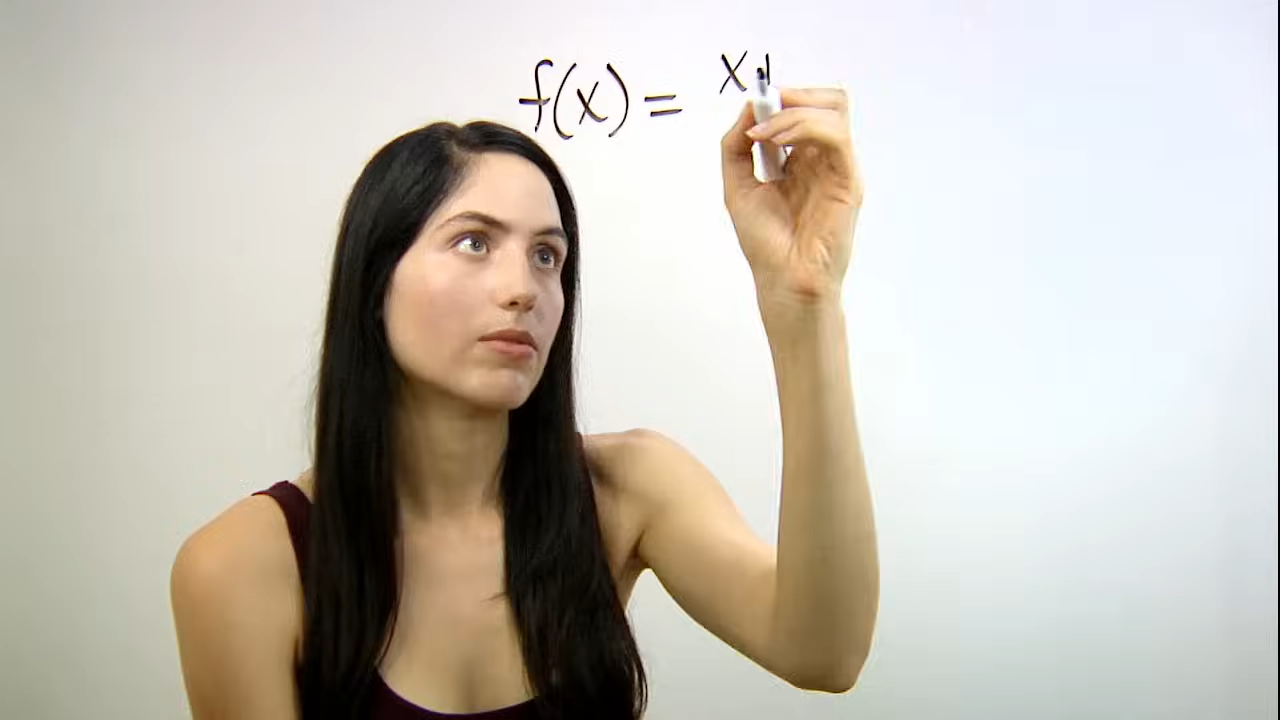 f(x) = x